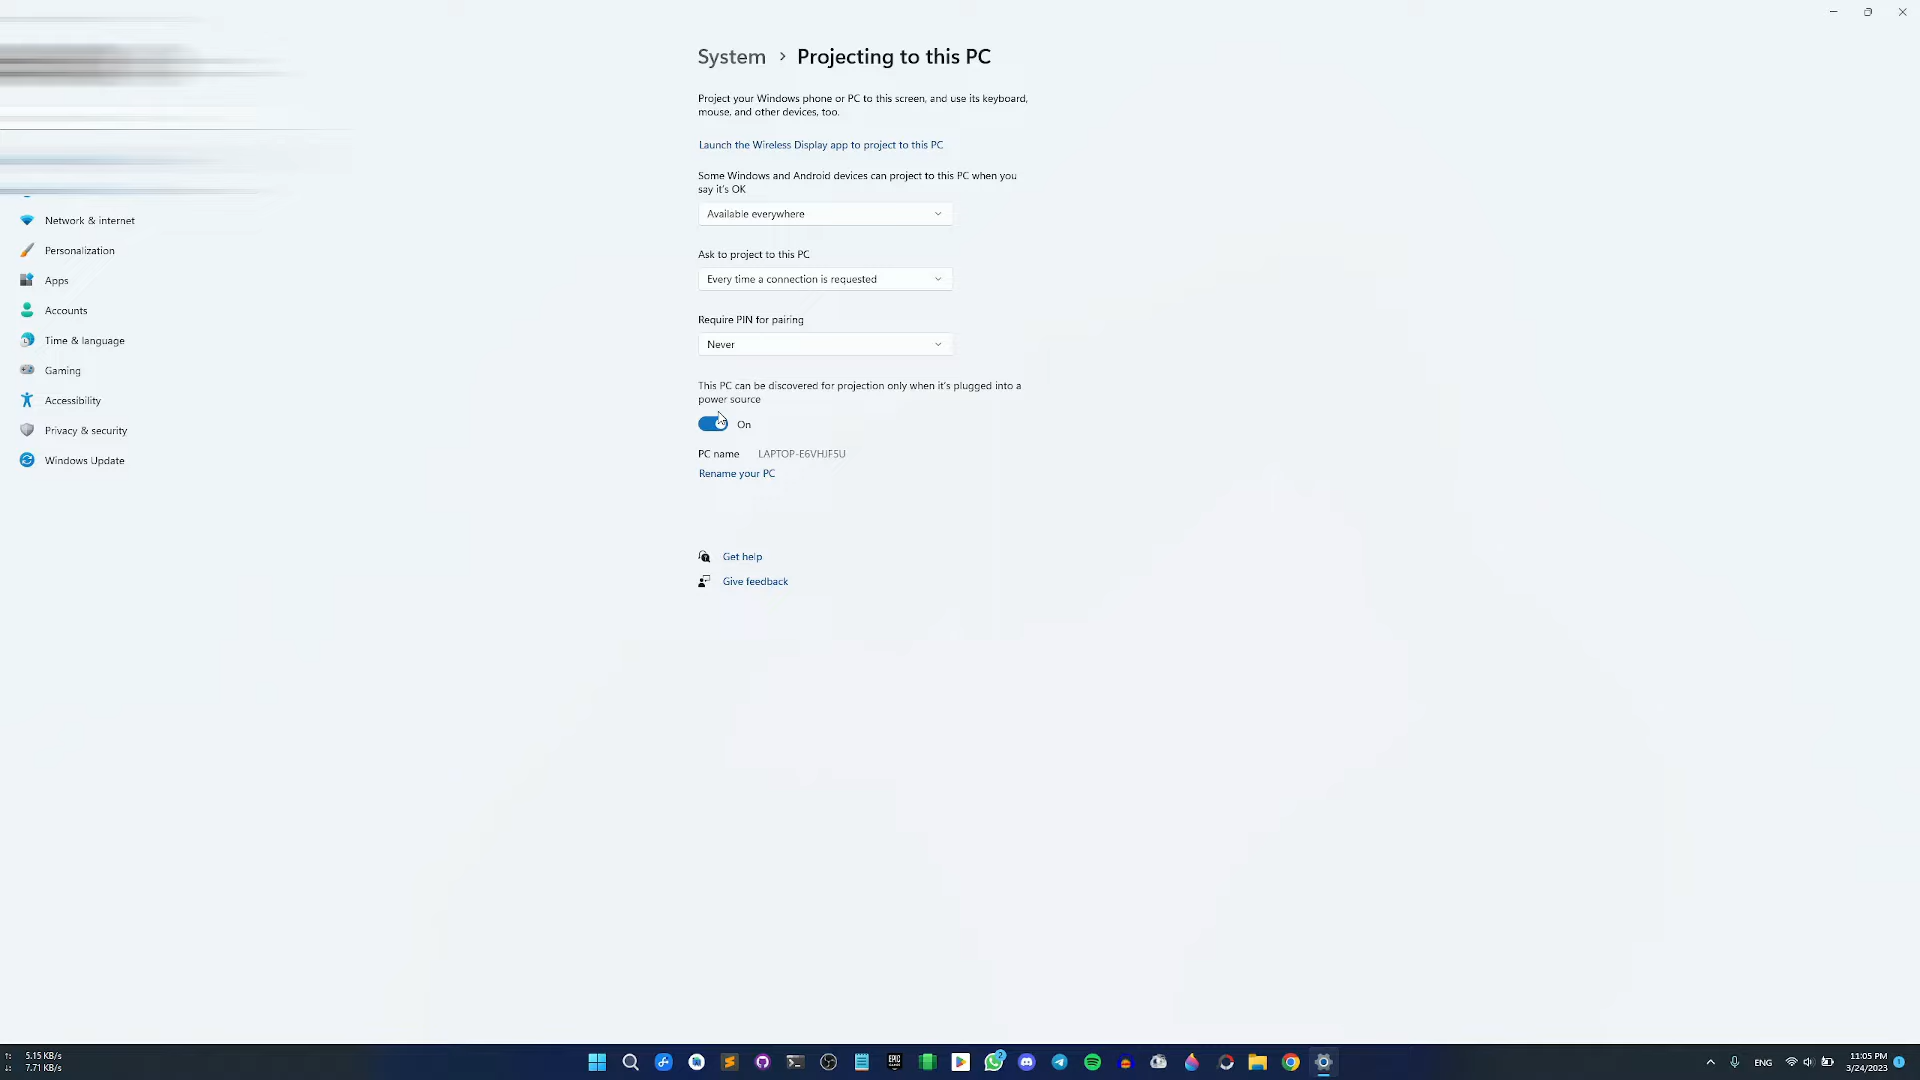 System > Projecting to this PC
Project your Windows phone or PC to this screen, and use its keyboard,
mouse, and other devices, too.
Launch the Wireless Display app to project to this PC
Some Windows and Android devices can project to this PC when you
say it's OK
Available everywhere
Ask to project to this PC
Every time a connection is requested
Require PIN for pairing
Never
This PC can be discovered for projection only when it's plugged into a
power source
On
PC name LAPTOP-E6VHJF5U
Rename your PC
Get help
Give feedback
Network & internet
Personalization
Apps
Accounts
Time & language
Gaming
Accessibility
Privacy & security
Windows Update
↑: 5.15 KB/s
↓: 7.71 KB/s
EPIC
GAMES
2
ENG
11:05 PM
3/24/2023
1